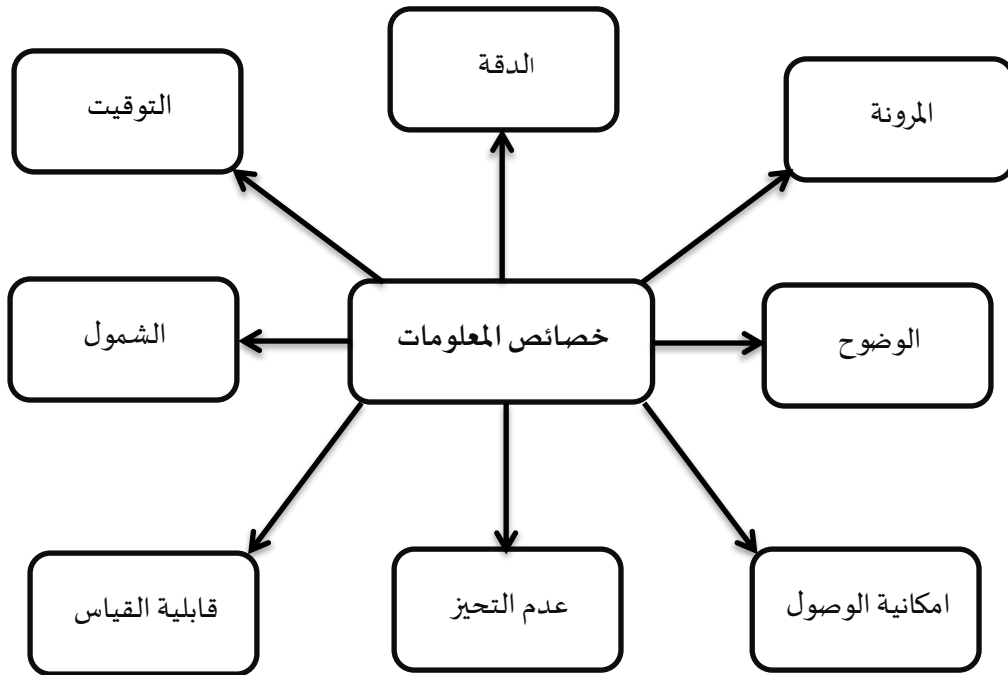 الدقة
المرونة
التوقيت
خصائص المعلومات
الوضوح
الشمول
امكانية الوصول
عدم التحيز
قابلية القياس